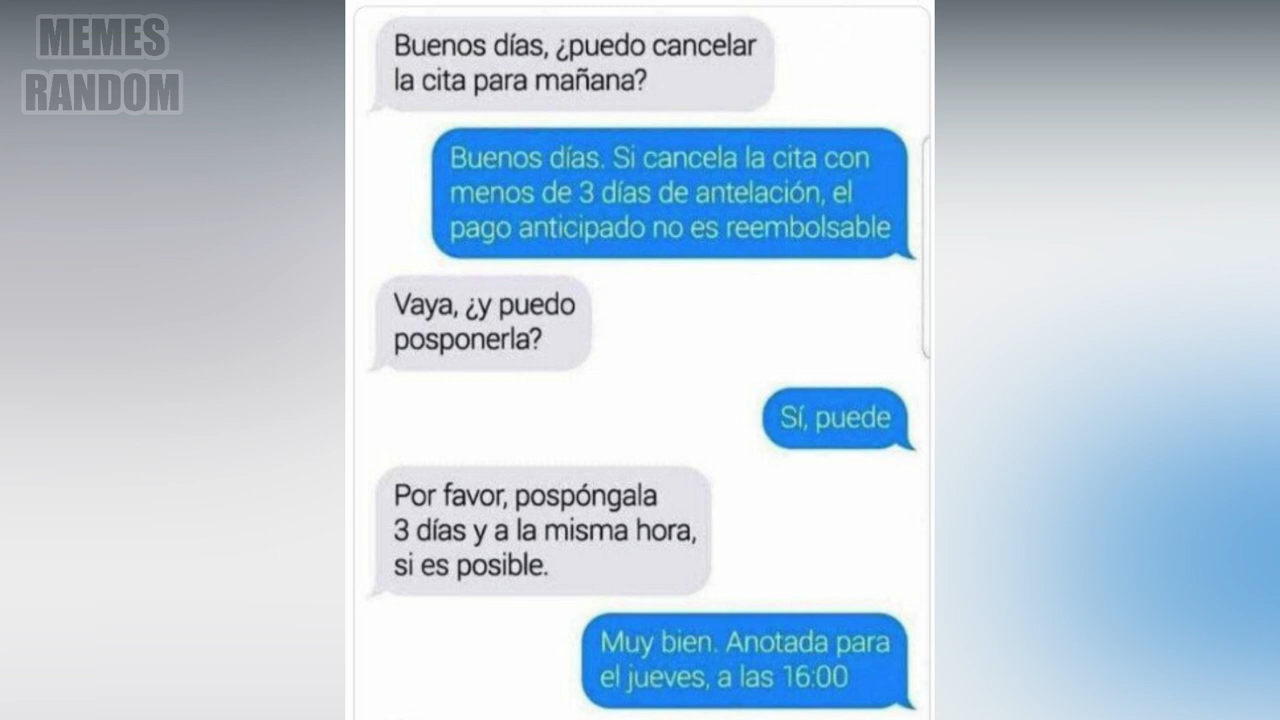 MEMES
RANDOM
Buenos días, ¿puedo cancelar
la cita para mañana?
Buenos días. Si cancela la cita con
menos de 3 días de antelación, el
pago anticipado no es reembolsable
Vaya, ¿y puedo
posponerla?
Sí, puede
Por favor, pospóngala
3 días y a la misma hora,
si es posible.
Muy bien. Anotada para
el jueves, a las 16:00